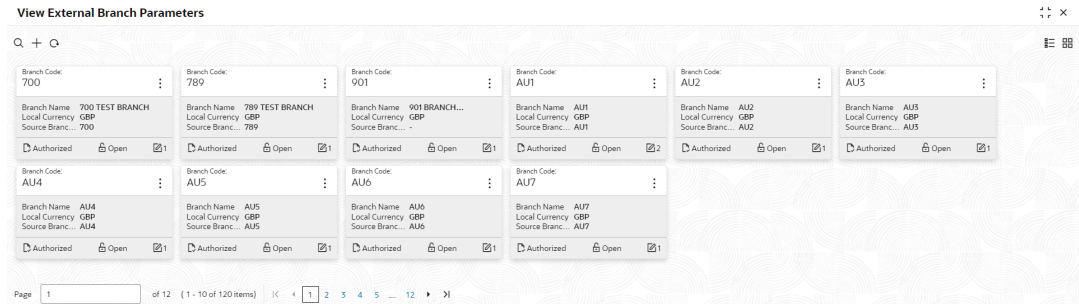 View External Branch Parameters
Branch Code: Branch Code: Branch Code: Branch Code: Branch Code: Branch Code:
700 789 901 AU1 AU2 AU3
Branch Name 700 TEST BRANCH Branch Name 789 TEST BRANCH Branch Name 901 BRANCH... Branch Name AU1 Branch Name AU2 Branch Name AU3
Local Currency GBP Local Currency GBP Local Currency GBP Local Currency GBP Local Currency GBP Local Currency GBP
Source Branc... 700 Source Branc... 789 Source Branc... - Source Branc... AU1 Source Branc... AU2 Source Branc... AU3
Authorized Open 1 Authorized Open 1 Authorized Open 1 Authorized Open 2 Authorized Open 1 Authorized Open 1
Branch Code: Branch Code: Branch Code: Branch Code:
AU4 AU5 AU6 AU7
Branch Name AU4 Branch Name AU5 Branch Name AU6 Branch Name AU7
Local Currency GBP Local Currency GBP Local Currency GBP Local Currency GBP
Source Branc... AU4 Source Branc... AU5 Source Branc... AU6 Source Branc... AU7
Authorized Open 1 Authorized Open 1 Authorized Open 1 Authorized Open 1
Page 1 of 12 ( 1 - 10 of 120 items) 1 2 3 4 5 ... 12